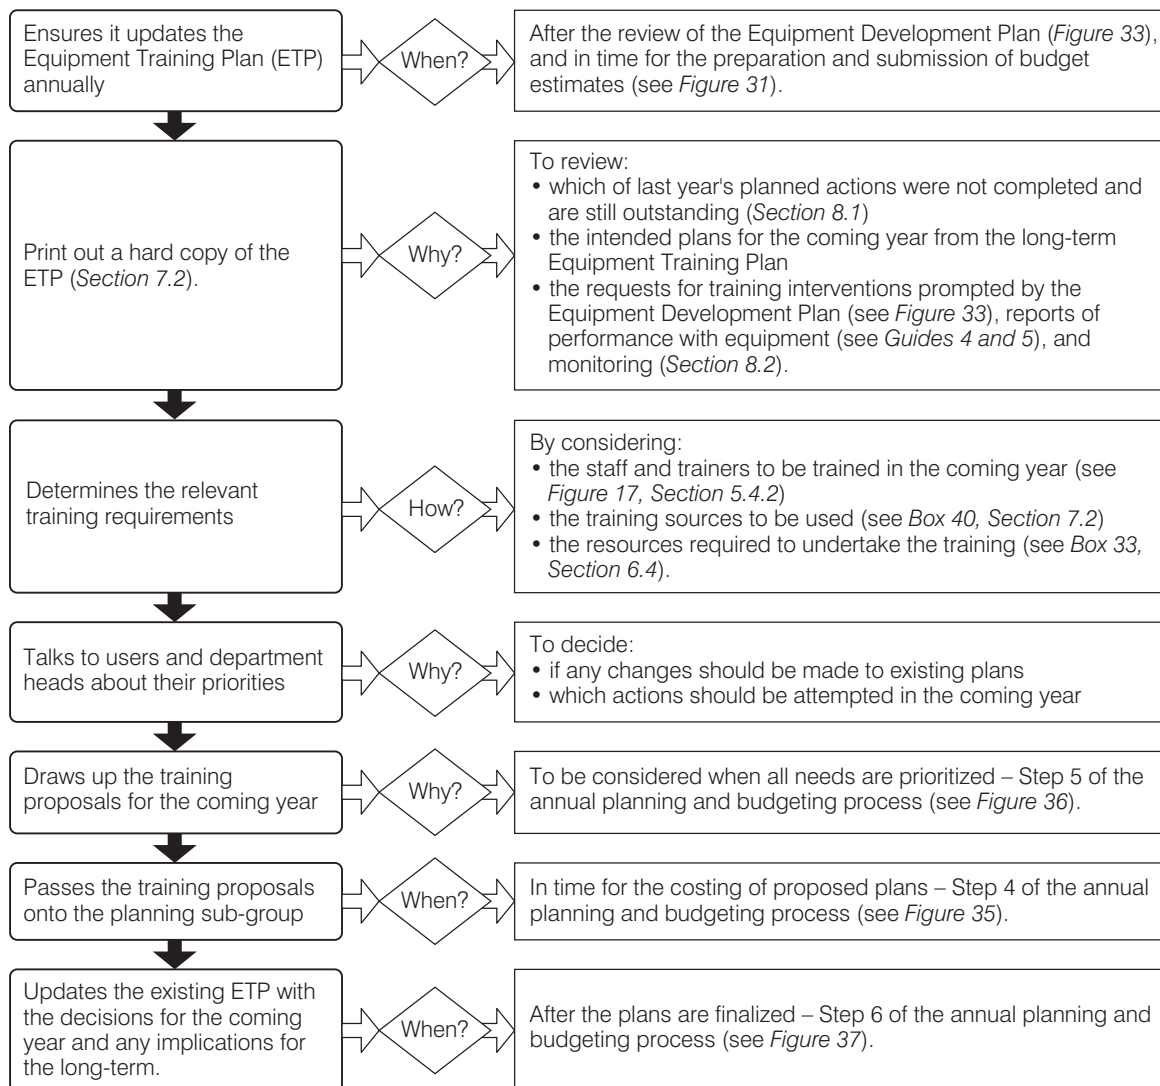 Ensures it updates the
Equipment Training Plan (ETP)
annually
When?
After the review of the Equipment Development Plan (Figure 33),
and in time for the preparation and submission of budget
estimates (see Figure 31).
Print out a hard copy of the
ETP (Section 7.2).
Why?
To review:
• which of last year's planned actions were not completed and
are still outstanding (Section 8.1)
• the intended plans for the coming year from the long-term
Equipment Training Plan
• the requests for training interventions prompted by the
Equipment Development Plan (see Figure 33), reports of
performance with equipment (see Guides 4 and 5), and
monitoring (Section 8.2).
Determines the relevant
training requirements
How?
By considering:
• the staff and trainers to be trained in the coming year (see
Figure 17, Section 5.4.2)
• the training sources to be used (see Box 40, Section 7.2)
• the resources required to undertake the training (see Box 33,
Section 6.4).
Talks to users and department
heads about their priorities
Why?
To decide:
• if any changes should be made to existing plans
• which actions should be attempted in the coming year
Draws up the training
proposals for the coming year
Why?
To be considered when all needs are prioritized – Step 5 of the
annual planning and budgeting process (see Figure 36).
Passes the training proposals
onto the planning sub-group
When?
In time for the costing of proposed plans – Step 4 of the annual
planning and budgeting process (see Figure 35).
Updates the existing ETP with
the decisions for the coming
year and any implications for
the long-term.
When?
After the plans are finalized – Step 6 of the annual planning and
budgeting process (see Figure 37).